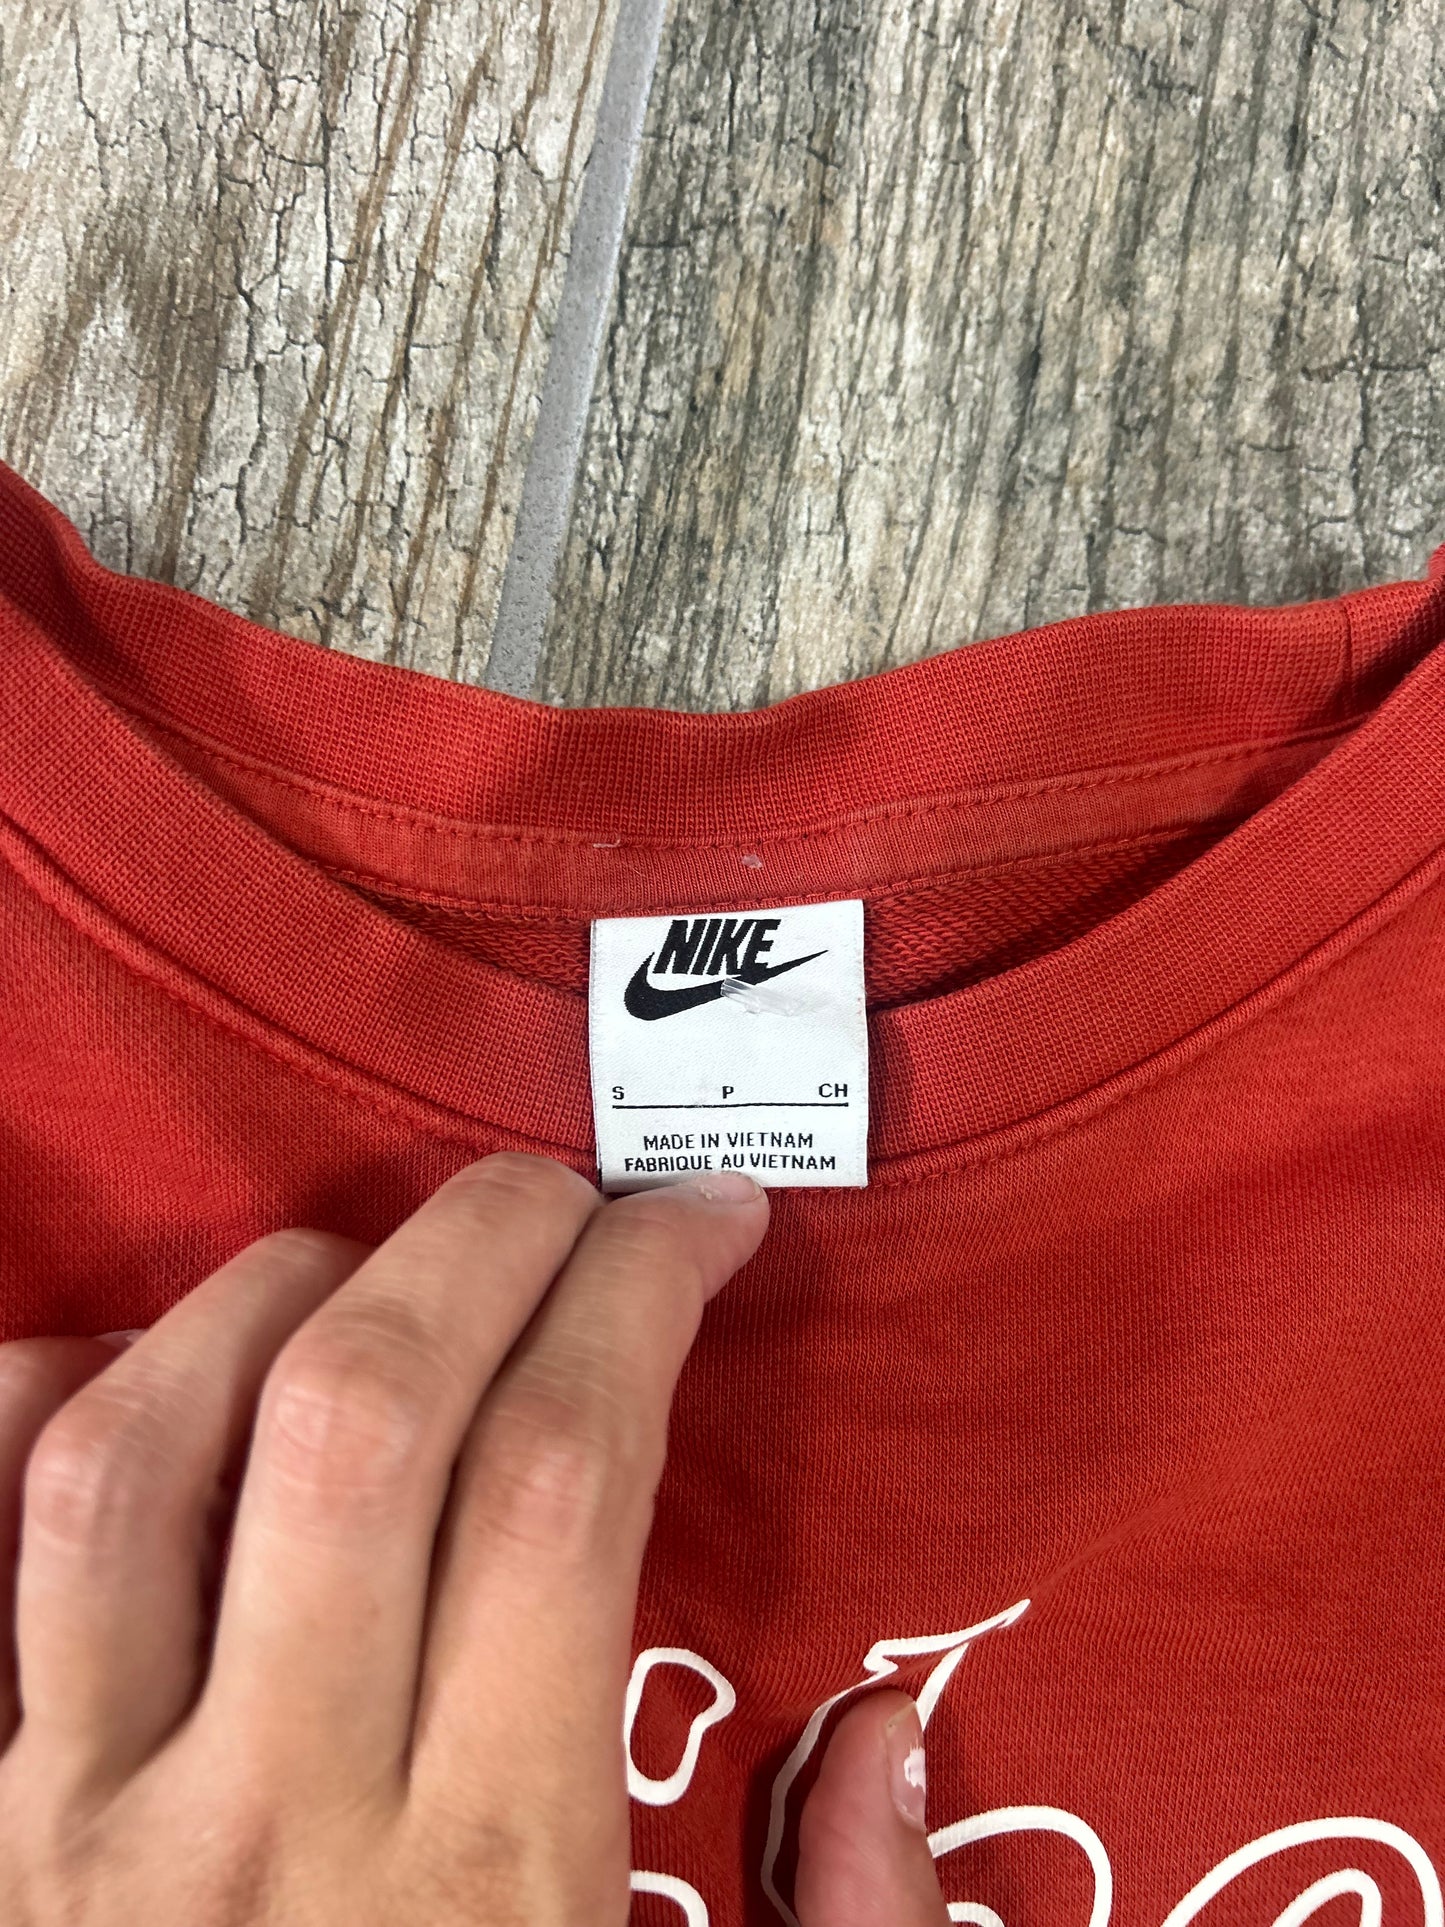 NIKE
S P CH
MADE IN VIETNAM
FABRIQUE AU VIETNAM